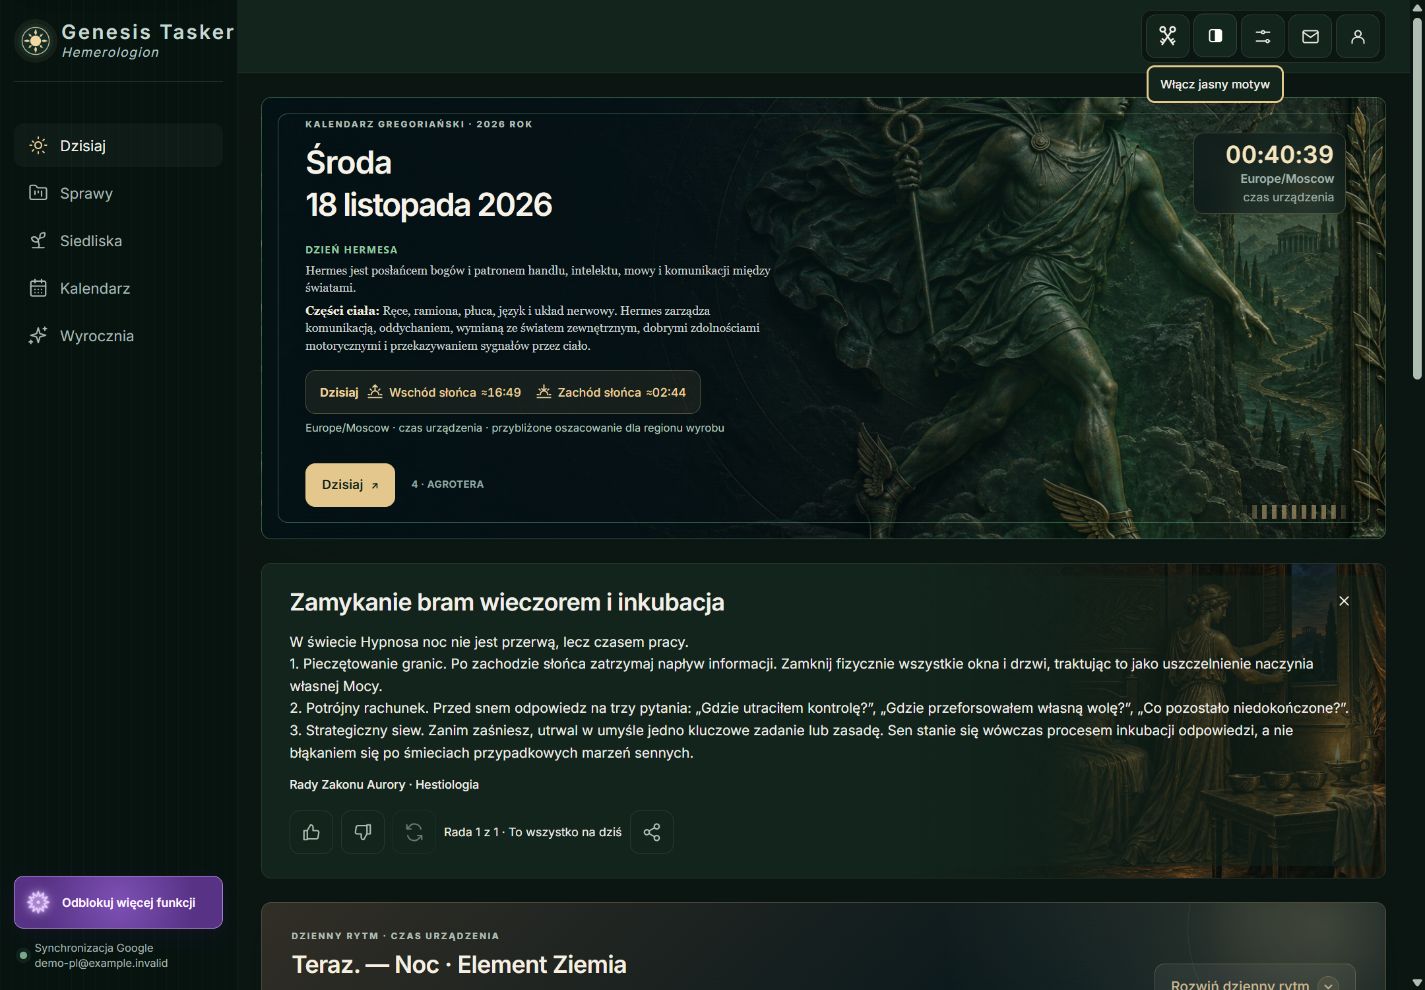 Genesis Tasker
Hemerologion
Dzisiaj
Sprawy
Siedliska
Kalendarz
Wyrocznia
Odblokuj więcej funkcji
Synchronizacja Google
demo-pl@example.invalid
Włącz jasny motyw
KALENDARZ GREGORIAŃSKI · 2026 ROK
Środa
18 listopada 2026
00:40:39
Europe/Moscow
czas urządzenia
DZIEŃ HERMESA
Hermes jest posłańcem bogów i patronem handlu, intelektu, mowy i komunikacji między
światami.
Części ciała: Ręce, ramiona, płuca, język i układ nerwowy. Hermes zarządza
komunikacją, oddychaniem, wymianą ze światem zewnętrznym, dobrymi zdolnościami
motorycznymi i przekazywaniem sygnałów przez ciało.
Dzisiaj Wschód słońca ≈16:49 Zachód słońca ≈02:44
Europe/Moscow · czas urządzenia · przybliżone oszacowanie dla regionu wyrobu
Dzisiaj ↗ 4 · AGROTERA
Zamykanie bram wieczorem i inkubacja
W świecie Hypnosa noc nie jest przerwą, lecz czasem pracy.
1. Pieczętowanie granic. Po zachodzie słońca zatrzymaj napływ informacji. Zamknij fizycznie wszystkie okna i drzwi, traktując to jako uszczelnienie naczynia
własnej Mocy.
2. Potrójny rachunek. Przed snem odpowiedz na trzy pytania: „Gdzie utraciłem kontrolę?”, „Gdzie przeforsowałem własną wolę?”, „Co pozostało niedokończone?”.
3. Strategiczny siew. Zanim zaśniesz, utrwal w umyśle jedno kluczowe zadanie lub zasadę. Sen stanie się wówczas procesem inkubacji odpowiedzi, a nie
błąkaniem się po śmieciach przypadkowych marzeń sennych.
Rady Zakonu Aurory · Hestiologia
Rada 1 z 1 · To wszystko na dziś
DZIENNY RYTM · CZAS URZĄDZENIA
Teraz. — Noc · Element Ziemia
Rozwiń dzienny rytm